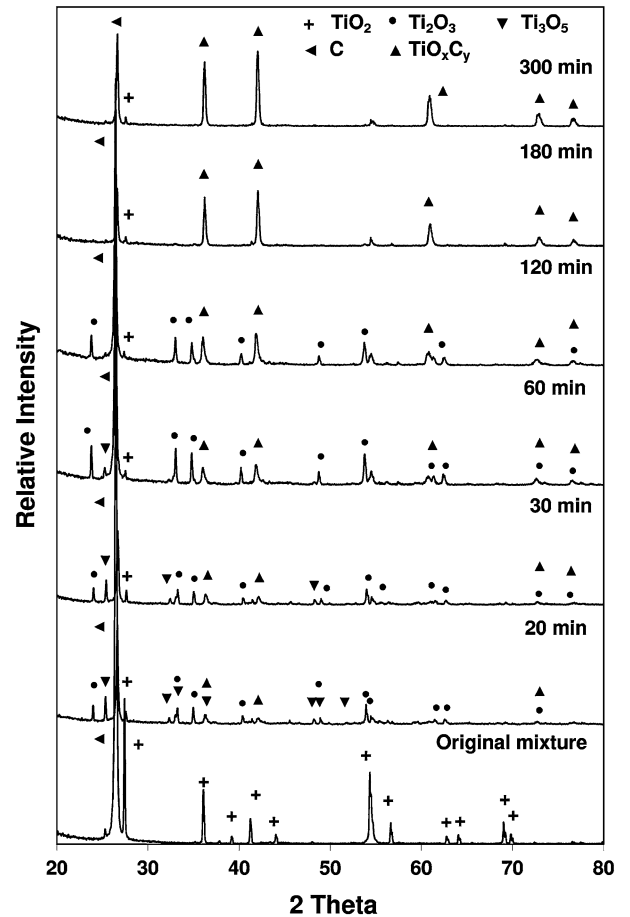 TiO2 Ti2O3 Ti3O5
C TiOxCy
300 min
180 min
120 min
60 min
30 min
20 min
Original mixture
Relative Intensity
20 30 40 50 60 70 80
2 Theta